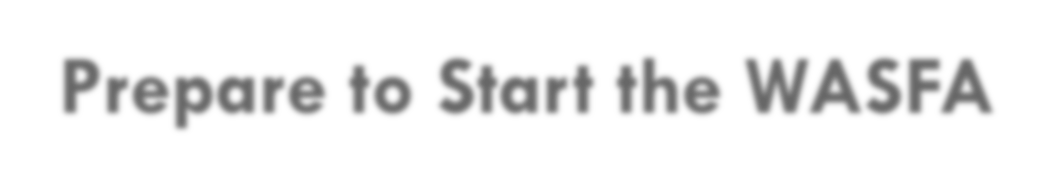 Prepare to Start the WASFA